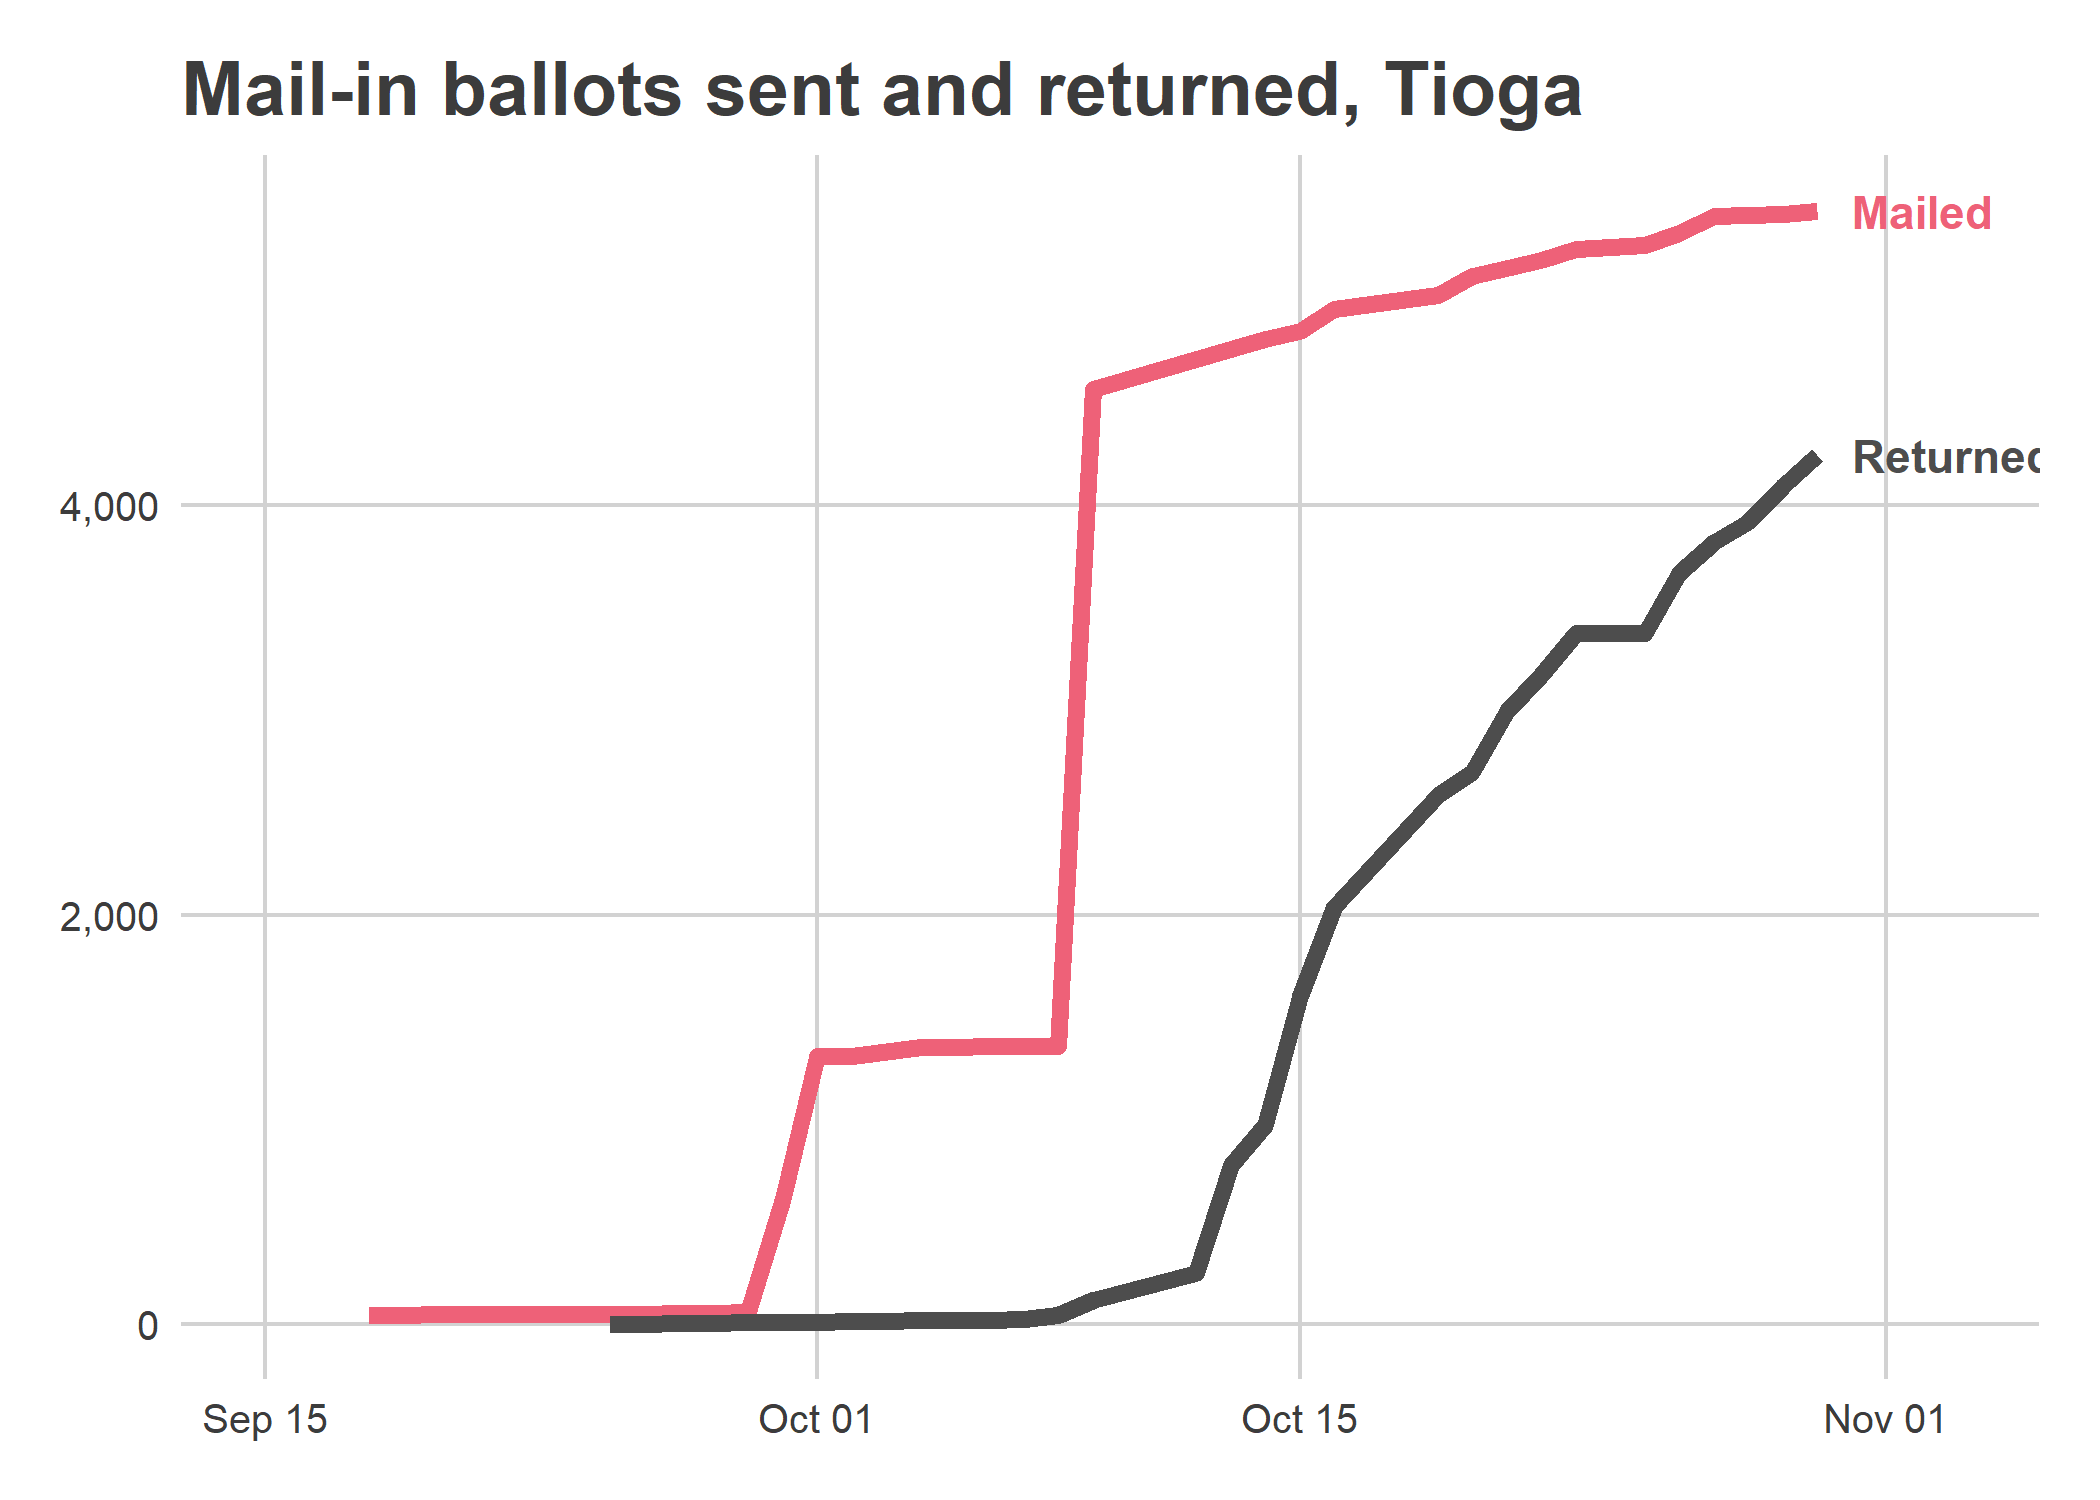 Mail-in ballots sent and returned, Tioga
Mailed
Returned
4,000
2,000
0
Sep 15
Oct 01
Oct 15
Nov 01